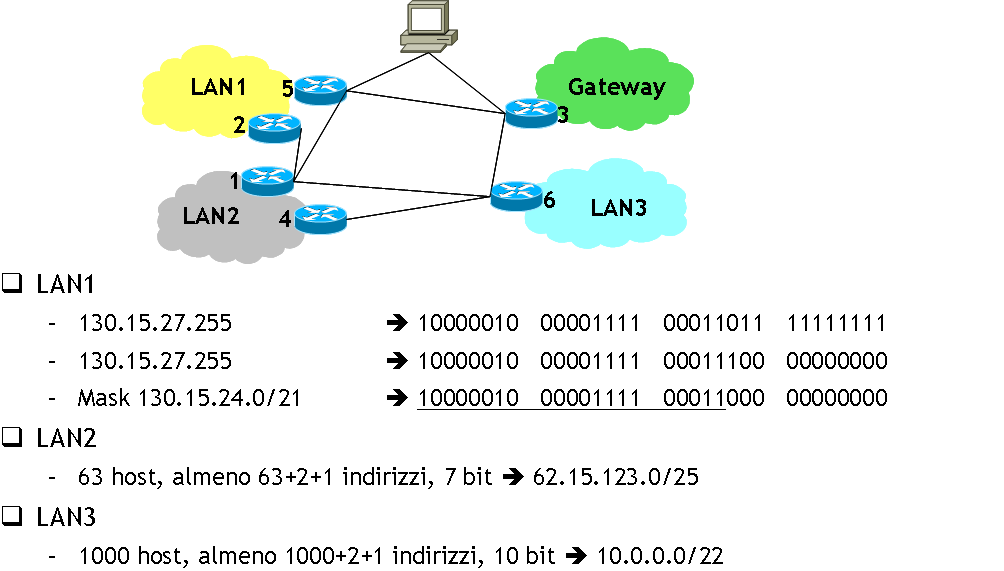 LAN1
5
Gateway
3
2
1
LAN2
4
6
LAN3
❑ LAN1
- 130.15.27.255 ➔ 10000010 00001111 00011011 11111111
- 130.15.27.255 ➔ 10000010 00001111 00011100 00000000
- Mask 130.15.24.0/21 ➔ 10000010 00001111 00011000 00000000
❑ LAN2
- 63 host, almeno 63+2+1 indirizzi, 7 bit ➔ 62.15.123.0/25
❑ LAN3
- 1000 host, almeno 1000+2+1 indirizzi, 10 bit ➔ 10.0.0.0/22